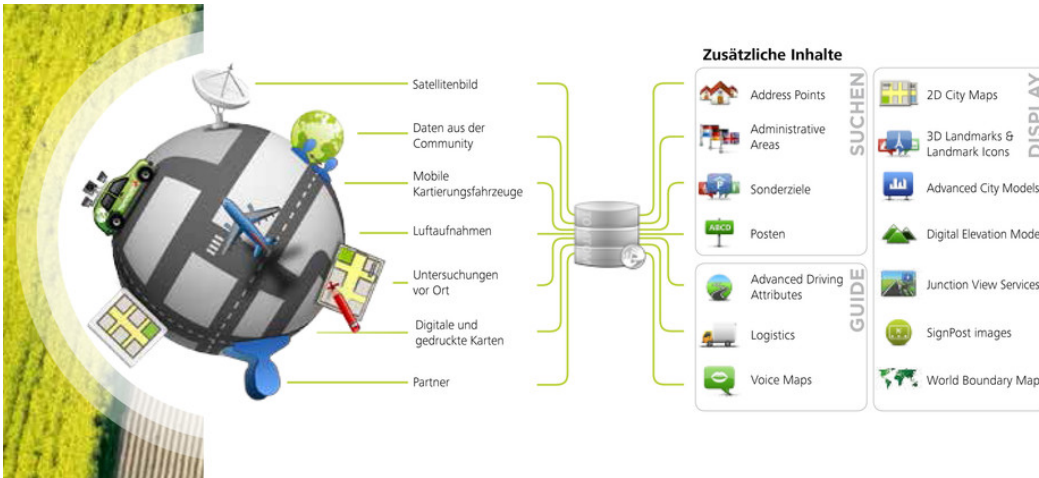 Satellitenbild
Daten aus der
Community
Mobile
Kartierungsfahrzeuge
Luftaufnahmen
Untersuchungen
vor Ort
Digitale und
gedruckte Karten
Partner
Zusätzliche Inhalte
SUCHEN
Address Points
Administrative
Areas
Sonderziele
ABCD
Posten
GUIDE
Advanced Driving
Attributes
Logistics
Voice Maps
DISPLAY
2D City Maps
3D Landmarks &
Landmark Icons
Advanced City Models
Digital Elevation Mode
Junction View Services
SignPost images
World Boundary Map